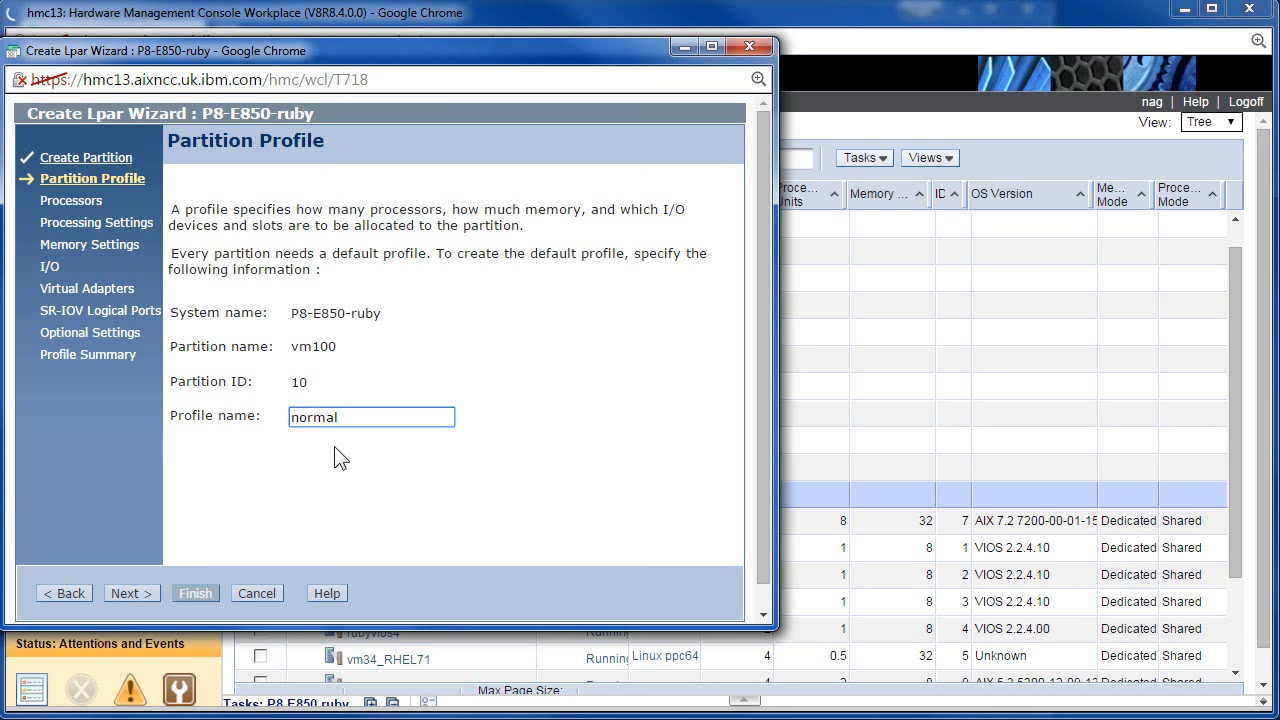 hmc13: Hardware Management Console Workplace (V8R8.4.0.0) - Google Chrome
Create Lpar Wizard : P8-E850-ruby - Google Chrome
https://hmc13.aixncc.uk.ibm.com/hmc/wcl/T718
nag | Help | Logoff
View: Tree
Tasks Views
Create Lpar Wizard : P8-E850-ruby
Create Partition
Partition Profile
Processors
Processing Settings
Memory Settings
I/O
Virtual Adapters
SR-IOV Logical Ports
Optional Settings
Profile Summary
Partition Profile
A profile specifies how many processors, how much memory, and which I/O
devices and slots are to be allocated to the partition.
Every partition needs a default profile. To create the default profile, specify the
following information :
System name: P8-E850-ruby
Partition name: vm100
Partition ID: 10
Profile name: normal
< Back Next > Finish Cancel Help
Memory ... ID OS Version Me... Mode Proce... Mode
Units
8 32 7 AIX 7.2 7200-00-01-15 Dedicated Shared
1 8 1 VIOS 2.2.4.10 Dedicated Shared
1 8 2 VIOS 2.2.4.10 Dedicated Shared
1 8 3 VIOS 2.2.4.10 Dedicated Shared
1 8 4 VIOS 2.2.4.00 Dedicated Shared
vm34_RHEL71 Running Linux ppc64 4 0.5 32 5 Unknown Dedicated Shared
Status: Attentions and Events
Max Page Size:
Tasks: P8 E850 ruby